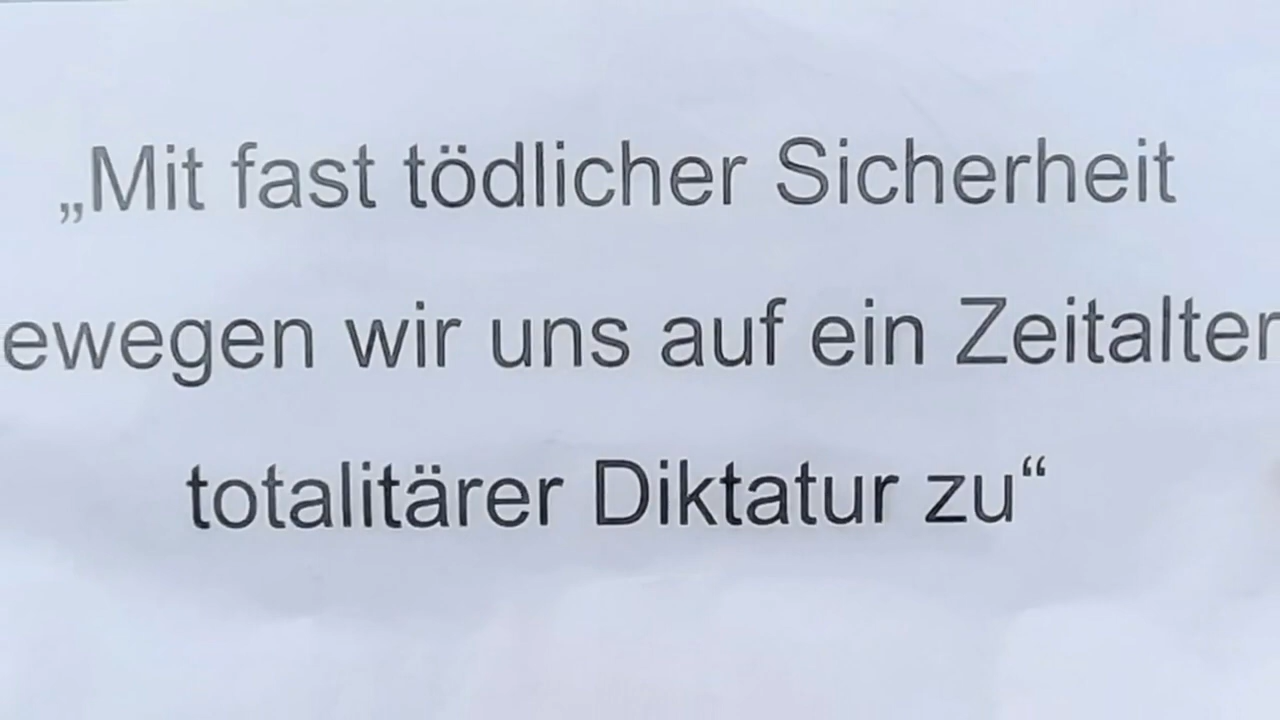 „Mit fast tödlicher Sicherheit
ewegen wir uns auf ein Zeitalter
totalitärer Diktatur zu“